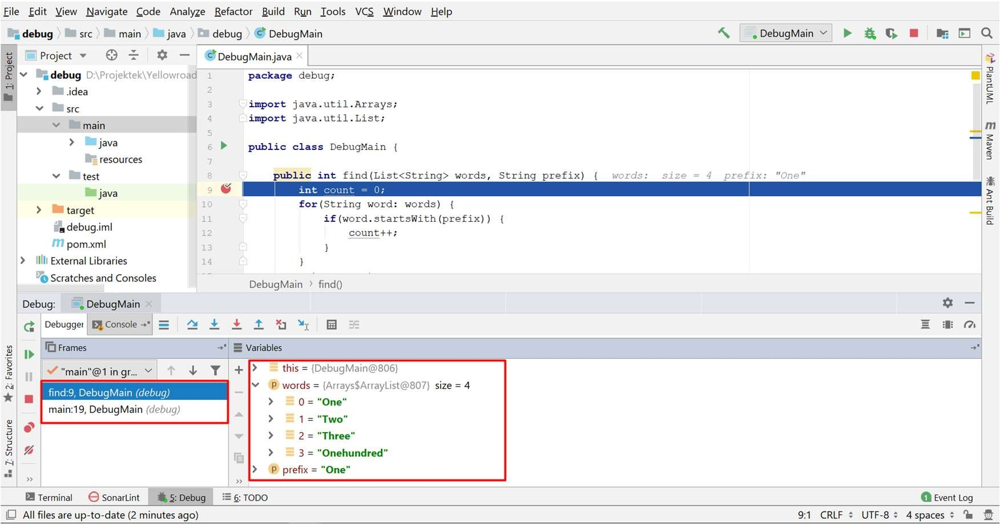 File Edit View Navigate Code Analyze Refactor Build Run Tools VCS Window Help
debug src main java debug DebugMain
DebugMain
1: Project
Project
debug D:\Projektek\Yellowroad
.idea
src
main
java
resources
test
java
target
debug.iml
pom.xml
External Libraries
Scratches and Consoles
DebugMain.java
1 package debug;
2
3 import java.util.Arrays;
4 import java.util.List;
5
6 public class DebugMain {
7
8 public int find(List<String> words, String prefix) { words: size = 4 prefix: "One"
9 int count = 0;
10 for(String word: words) {
11 if(word.startsWith(prefix)) {
12 count++;
13 }
14 }
DebugMain find()
PlantUML
Maven
Ant Build
Debug: DebugMain
Debugger Console
Frames
Variables
"main"@1 in gr...
find:9, DebugMain (debug)
main:19, DebugMain (debug)
this = {DebugMain@806}
words = {Arrays$ArrayList@807} size = 4
0 = "One"
1 = "Two"
2 = "Three"
3 = "Onehundred"
prefix = "One"
2: Favorites
7: Structure
Terminal SonarLint 5: Debug 6: TODO
1 Event Log
All files are up-to-date (2 minutes ago)
9:1 CRLF UTF-8 4 spaces